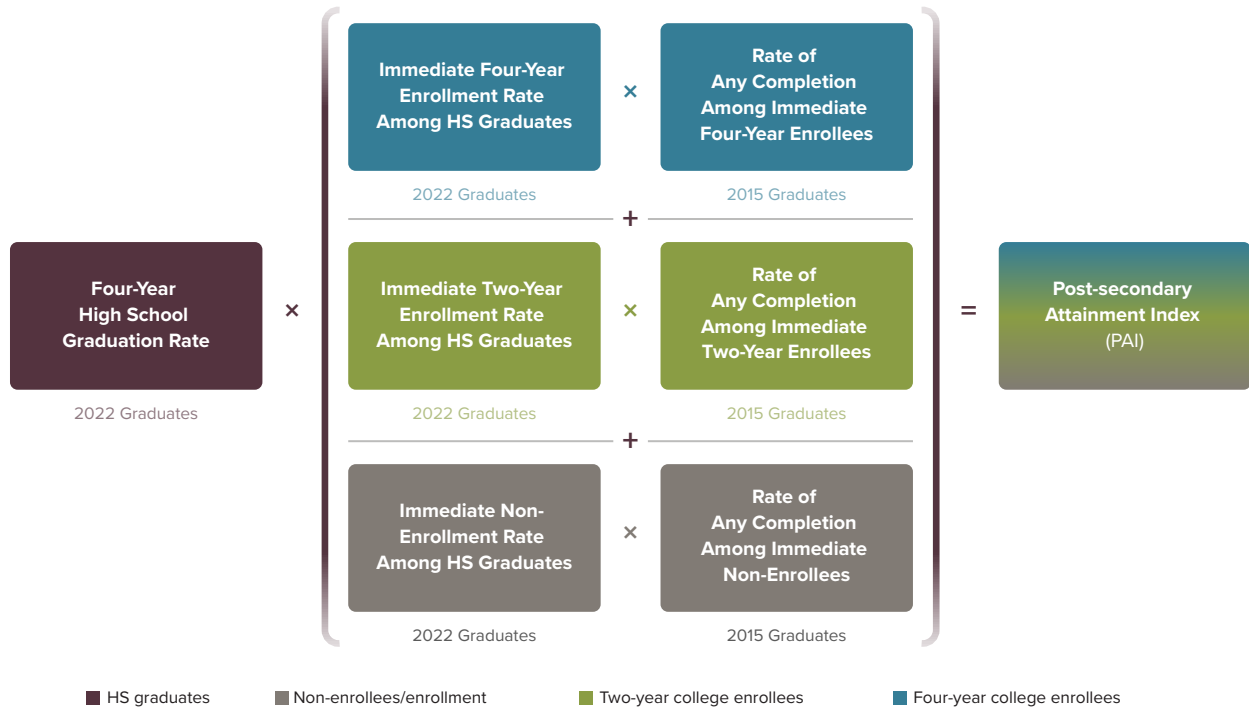 Immediate Four-Year
Enrollment Rate
Among HS Graduates
×
Rate of
Any Completion
Among Immediate
Four-Year Enrollees
2022 Graduates
2015 Graduates
+
Four-Year
High School
Graduation Rate
2022 Graduates
×
Immediate Two-Year
Enrollment Rate
Among HS Graduates
×
Rate of
Any Completion
Among Immediate
Two-Year Enrollees
2022 Graduates
2015 Graduates
=
Post-secondary
Attainment Index
(PAI)
+
Immediate Non-
Enrollment Rate
Among HS Graduates
×
Rate of
Any Completion
Among Immediate
Non-Enrollees
2022 Graduates
2015 Graduates
HS graduates
Non-enrollees/enrollment
Two-year college enrollees
Four-year college enrollees